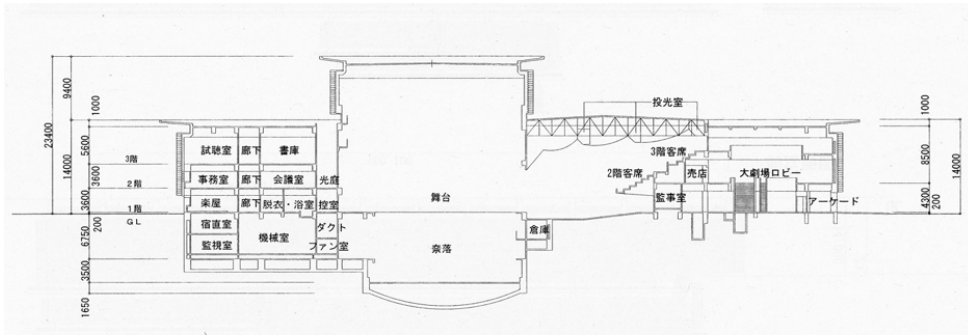 投光室
9400
1000
1000
23400
5600
試聴室 廊下 書庫
3階客席
3階
8500
14000
3600
事務室 廊下 会議室 光庭
2階客席
売店
大劇場ロビー
14000
2階
3600
楽屋 廊下 脱衣・浴室 控室
舞台
監事室
アーケード
4300
1階
GL
200
200
宿直室
ダクト
倉庫
6750
機械室
監視室
ファン室
奈落
3500
1650